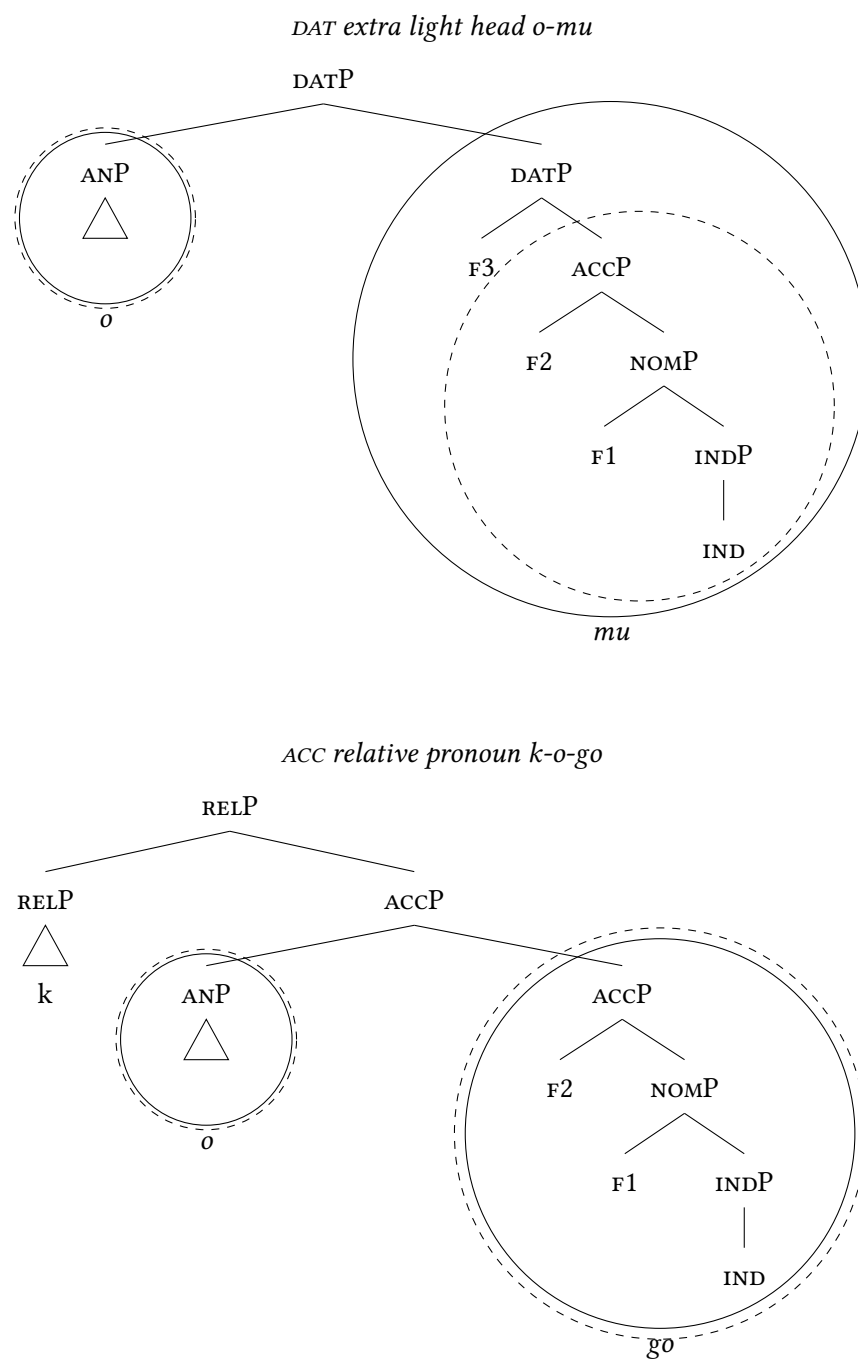 DAT extra light head o-mu
DATP
ANP DATP
F3 ACCP
o
F2 NOMP
F1 INDP
IND
mu
ACC relative pronoun k-o-go
RELP
RELP ACCP
k ANP ACCP
F2 NOMP
o
F1 INDP
IND
go